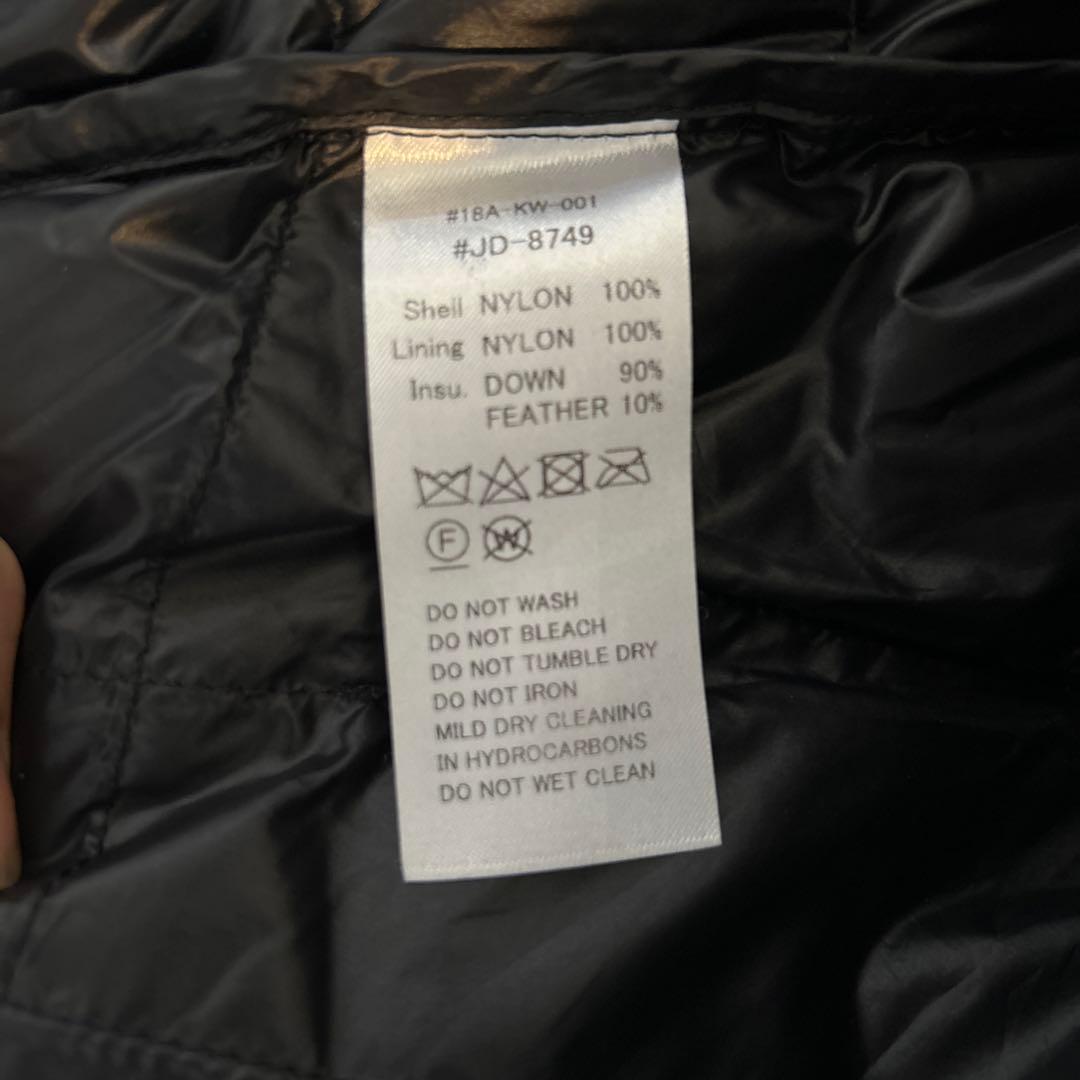 #18A-KW-001
#JD-8749
Shell NYLON 100%
Lining NYLON 100%
Insu. DOWN 90%
FEATHER 10%
F W
DO NOT WASH
DO NOT BLEACH
DO NOT TUMBLE DRY
DO NOT IRON
MILD DRY CLEANING
IN HYDROCARBONS
DO NOT WET CLEAN